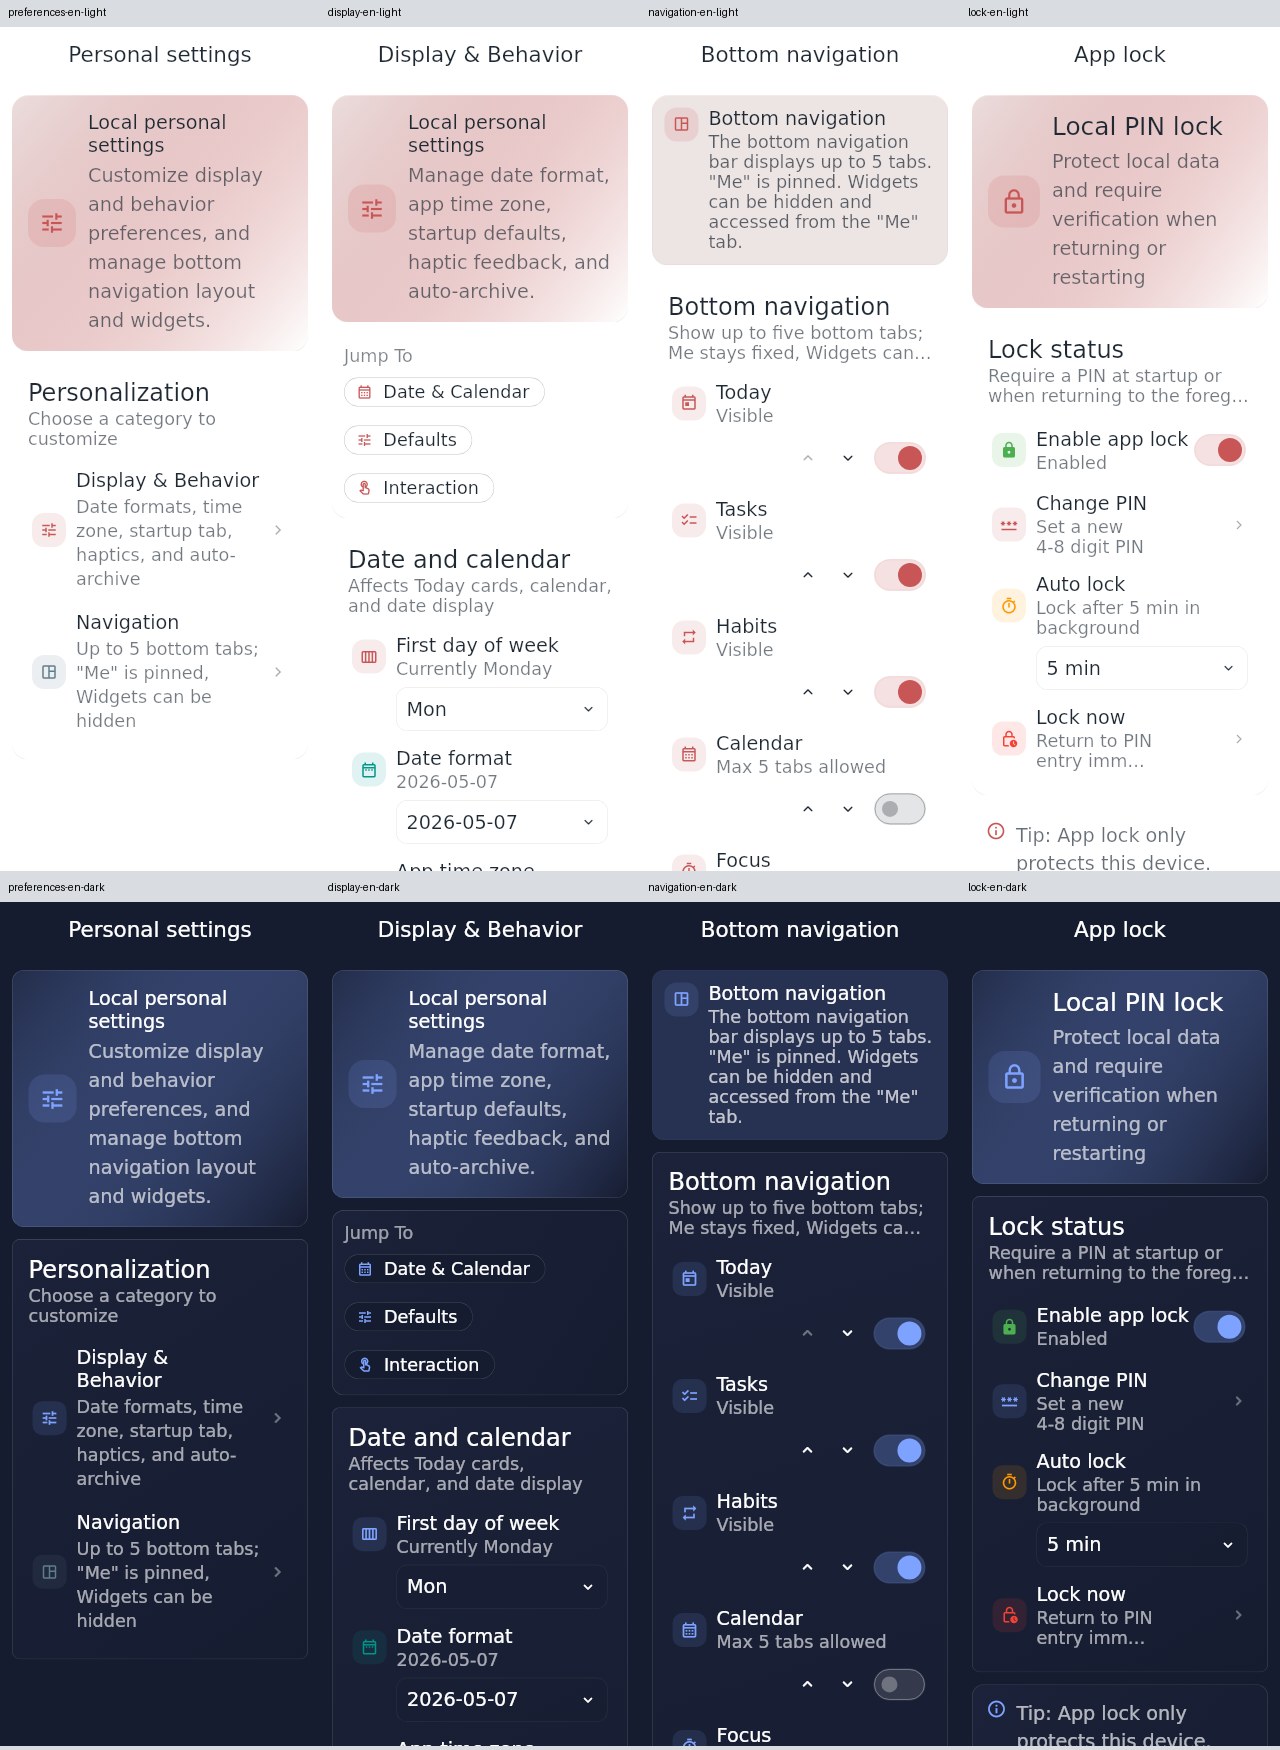 preferences-en-light
Personal settings
Local personal
settings
Customize display
and behavior
preferences, and
manage bottom
navigation layout
and widgets.
Personalization
Choose a category to
customize
Display & Behavior
Date formats, time
zone, startup tab,
haptics, and auto-
archive
Navigation
Up to 5 bottom tabs;
"Me" is pinned,
Widgets can be
hidden
display-en-light
Display & Behavior
Local personal
settings
Manage date format,
app time zone,
startup defaults,
haptic feedback, and
auto-archive.
Jump To
Date & Calendar
Defaults
Interaction
Date and calendar
Affects Today cards, calendar,
and date display
First day of week
Currently Monday
Mon
Date format
2026-05-07
2026-05-07
App time zone
navigation-en-light
Bottom navigation
Bottom navigation
The bottom navigation
bar displays up to 5 tabs.
"Me" is pinned. Widgets
can be hidden and
accessed from the "Me"
tab.
Bottom navigation
Show up to five bottom tabs;
Me stays fixed, Widgets can...
Today
Visible
Tasks
Visible
Habits
Visible
Calendar
Max 5 tabs allowed
Focus
lock-en-light
App lock
Local PIN lock
Protect local data
and require
verification when
returning or
restarting
Lock status
Require a PIN at startup or
when returning to the foreg...
Enable app lock
Enabled
Change PIN
Set a new
4-8 digit PIN
Auto lock
Lock after 5 min in
background
5 min
Lock now
Return to PIN
entry imm...
Tip: App lock only
protects this device.
preferences-en-dark
Personal settings
Local personal
settings
Customize display
and behavior
preferences, and
manage bottom
navigation layout
and widgets.
Personalization
Choose a category to
customize
Display &
Behavior
Date formats, time
zone, startup tab,
haptics, and auto-
archive
Navigation
Up to 5 bottom tabs;
"Me" is pinned,
Widgets can be
hidden
display-en-dark
Display & Behavior
Local personal
settings
Manage date format,
app time zone,
startup defaults,
haptic feedback, and
auto-archive.
Jump To
Date & Calendar
Defaults
Interaction
Date and calendar
Affects Today cards,
calendar, and date display
First day of week
Currently Monday
Mon
Date format
2026-05-07
2026-05-07
App time zone
navigation-en-dark
Bottom navigation
Bottom navigation
The bottom navigation
bar displays up to 5 tabs.
"Me" is pinned. Widgets
can be hidden and
accessed from the "Me"
tab.
Bottom navigation
Show up to five bottom tabs;
Me stays fixed, Widgets ca...
Today
Visible
Tasks
Visible
Habits
Visible
Calendar
Max 5 tabs allowed
Focus
lock-en-dark
App lock
Local PIN lock
Protect local data
and require
verification when
returning or
restarting
Lock status
Require a PIN at startup or
when returning to the foreg...
Enable app lock
Enabled
Change PIN
Set a new
4-8 digit PIN
Auto lock
Lock after 5 min in
background
5 min
Lock now
Return to PIN
entry imm...
Tip: App lock only
protects this device.